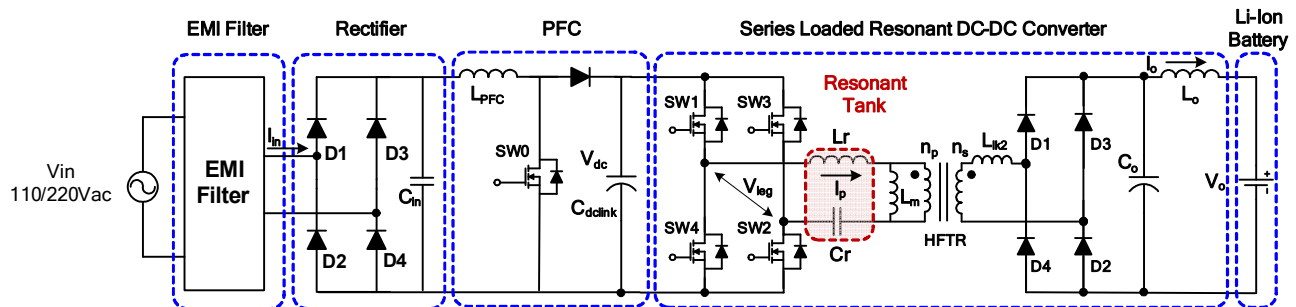 EMI Filter
Rectifier
PFC
Series Loaded Resonant DC-DC Converter
Li-Ion
Battery
Vin
110/220Vac
EMI
Filter
Iin
D1
D3
D2
D4
Cin
LPFC
SW0
Vdc
Cdclink
SW1
SW3
SW4
SW2
Vleg
Resonant
Tank
Lr
Ip
Cr
Lm
np
ns
HFTR
Llk2
D1
D3
D4
D2
Co
Io
Lo
Vo
+